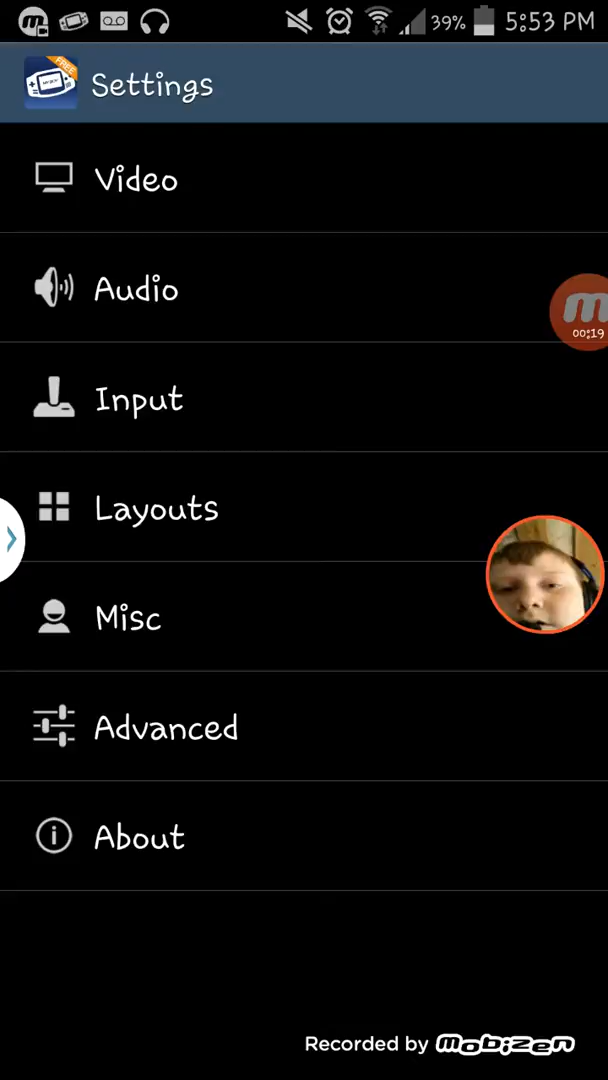 39% 5:53 PM
FREE
Settings
Video
Audio
00:19
Input
Layouts
Misc
Advanced
About
Recorded by mobizen